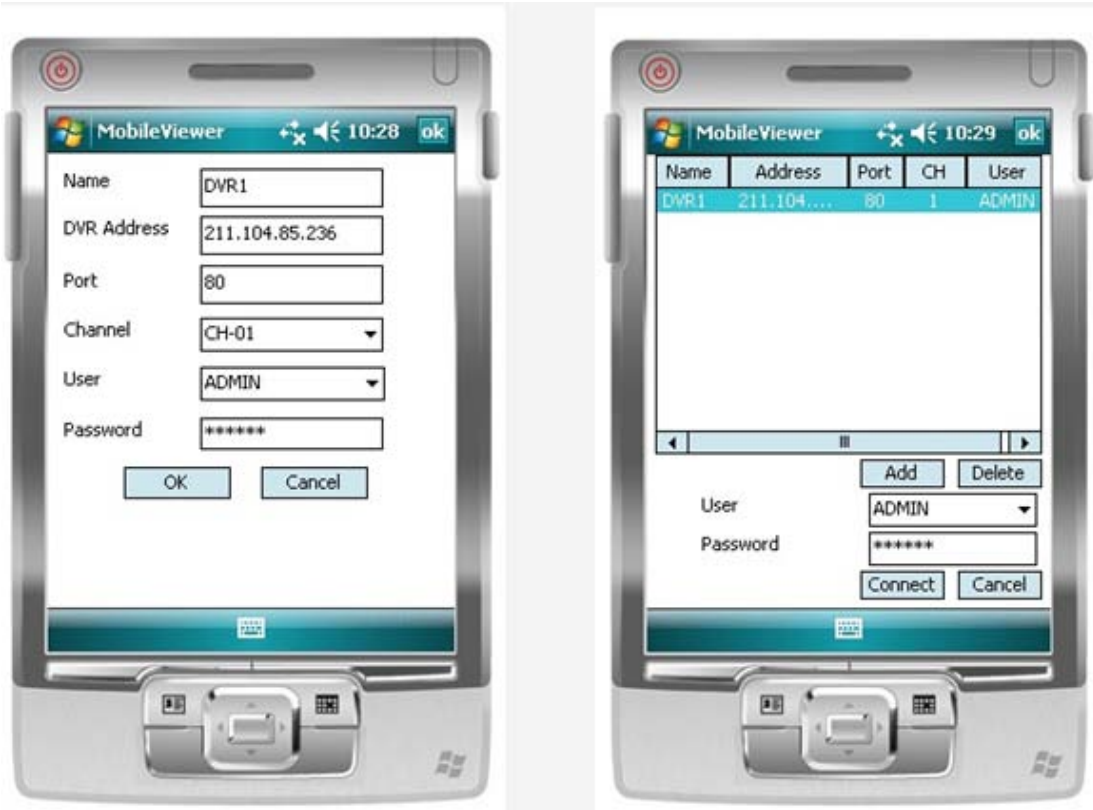 MobileViewer 10:28 ok
Name DVR1
DVR Address 211.104.85.236
Port 80
Channel CH-01
User ADMIN
Password ******
OK Cancel
MobileViewer 10:29 ok
Name Address Port CH User
DVR1 211.104.... 80 1 ADMIN
Add Delete
User ADMIN
Password ******
Connect Cancel